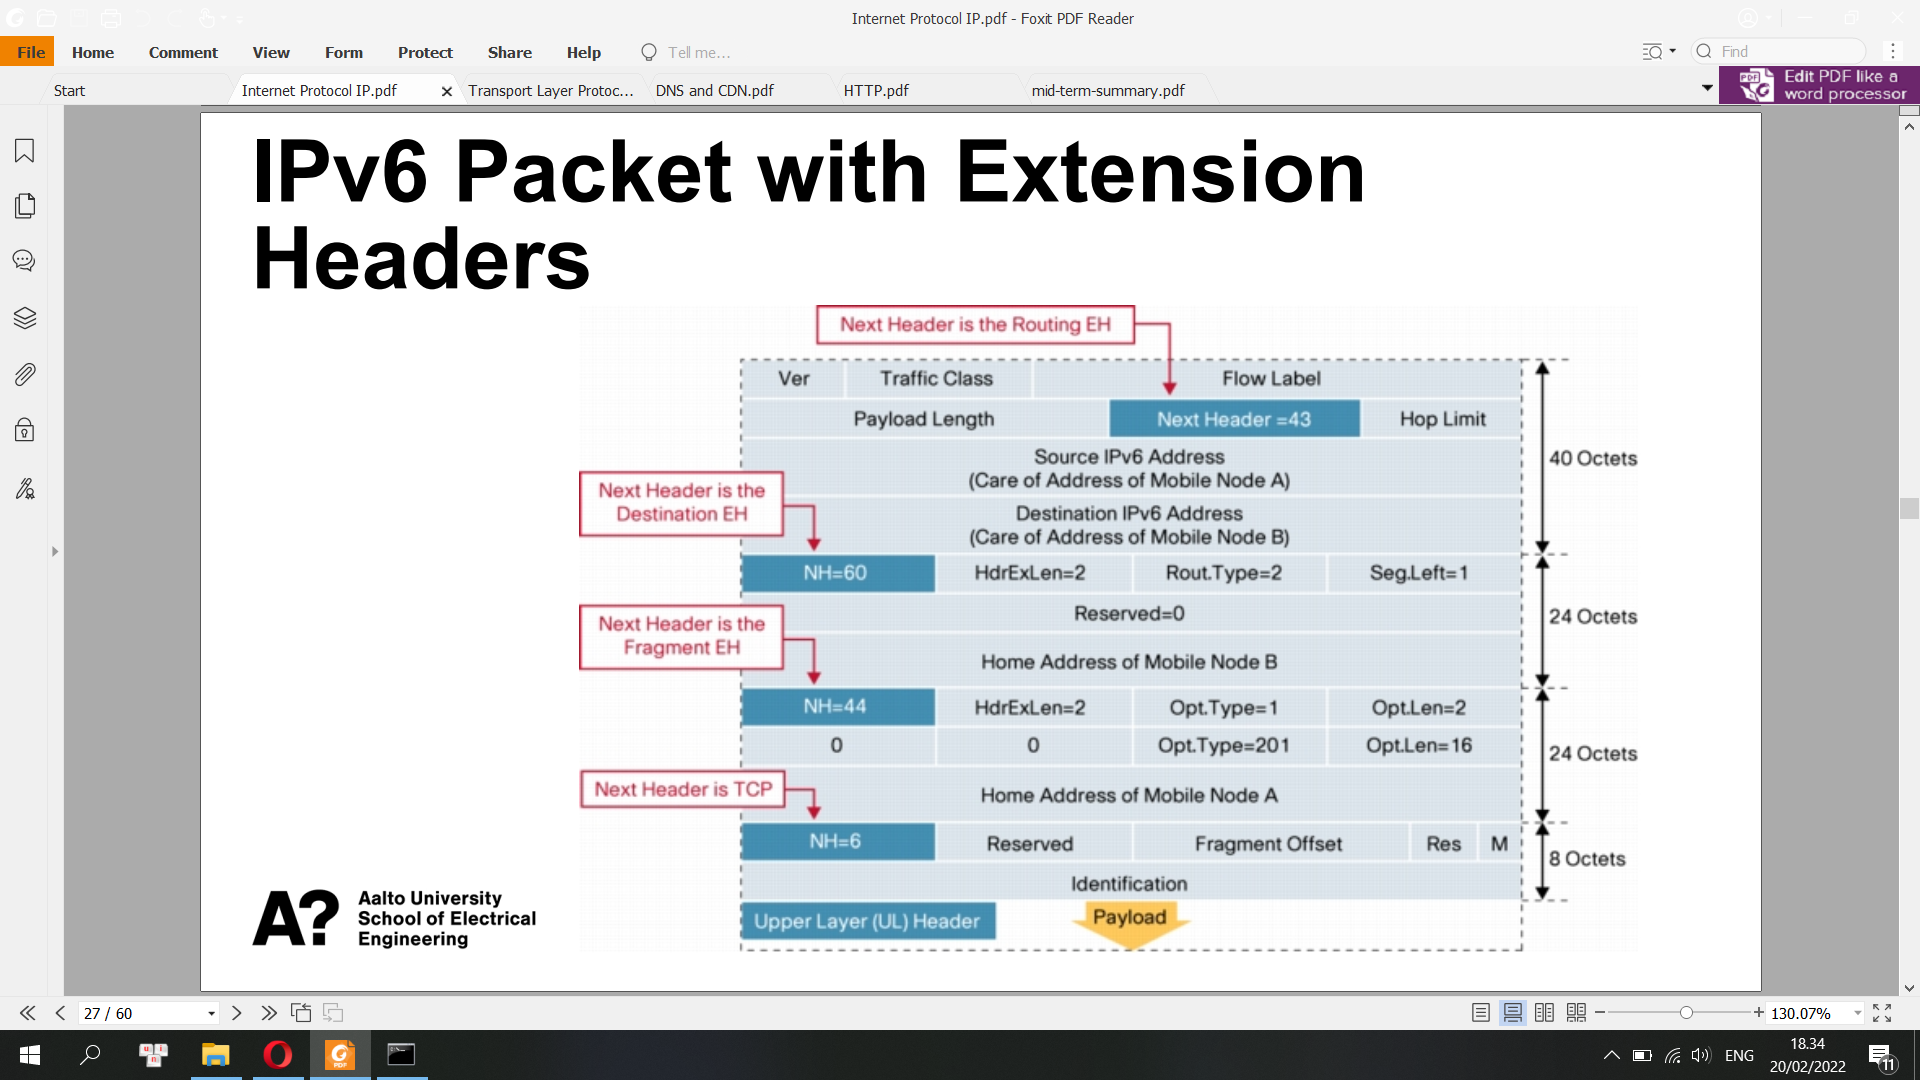 Internet Protocol IP.pdf - Foxit PDF Reader
File Home Comment View Form Protect Share Help Tell me... Find
Start Internet Protocol IP.pdf Transport Layer Protoc... DNS and CDN.pdf HTTP.pdf mid-term-summary.pdf
Edit PDF like a
word processor
IPv6 Packet with Extension
Headers
Next Header is the Routing EH
Ver Traffic Class Flow Label
Payload Length Next Header =43 Hop Limit
Source IPv6 Address
(Care of Address of Mobile Node A)
40 Octets
Next Header is the
Destination EH
Destination IPv6 Address
(Care of Address of Mobile Node B)
NH=60 HdrExLen=2 Rout.Type=2 Seg.Left=1
Reserved=0
24 Octets
Next Header is the
Fragment EH
Home Address of Mobile Node B
NH=44 HdrExLen=2 Opt.Type=1 Opt.Len=2
0 0 Opt.Type=201 Opt.Len=16
24 Octets
Next Header is TCP
Home Address of Mobile Node A
NH=6 Reserved Fragment Offset Res M
8 Octets
Identification
Upper Layer (UL) Header Payload
A?
Aalto University
School of Electrical
Engineering
27 / 60 130.07%
ENG
18.34
20/02/2022
11